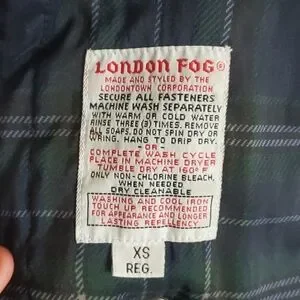 LONDON FOG®
MADE AND STYLED BY THE
LONDONTOWN CORPORATION
SECURE ALL FASTENERS
MACHINE WASH SEPARATELY
WITH WARM OR COLD WATER
RINSE THREE (3) TIMES. REMOVE
ALL SOAPS. DO NOT SPIN DRY OR
WRING. HANG TO DRIP DRY.
-OR-
COMPLETE WASH CYCLE
PLACE IN MACHINE DRYER
TUMBLE DRY AT 160°F
ONLY NON-CHLORINE BLEACH,
WHEN NEEDED
DRY CLEANABLE
WASHING AND COOL IRON
TOUCH UP RECOMMENDED
FOR APPEARANCE AND LONGER
LASTING REPELLENCY.
XS
REG.